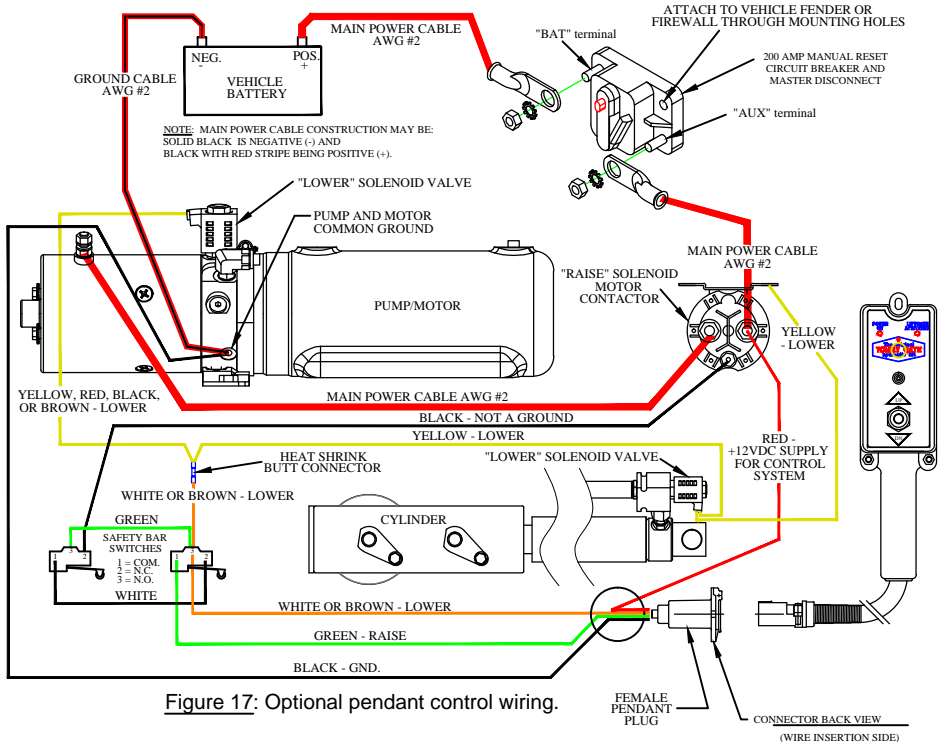 ATTACH TO VEHICLE FENDER OR
FIREWALL THROUGH MOUNTING HOLES
MAIN POWER CABLE
AWG #2
"BAT" terminal
200 AMP MANUAL RESET
CIRCUIT BREAKER AND
MASTER DISCONNECT
NEG.
-
POS.
+
VEHICLE
BATTERY
GROUND CABLE
AWG #2
"AUX" terminal
NOTE: MAIN POWER CABLE CONSTRUCTION MAY BE:
SOLID BLACK IS NEGATIVE (-) AND
BLACK WITH RED STRIPE BEING POSITIVE (+).
"LOWER" SOLENOID VALVE
PUMP AND MOTOR
COMMON GROUND
MAIN POWER CABLE
AWG #2
"RAISE" SOLENOID
MOTOR
CONTACTOR
PUMP/MOTOR
YELLOW
- LOWER
YELLOW, RED, BLACK,
OR BROWN - LOWER
MAIN POWER CABLE AWG #2
BLACK - NOT A GROUND
YELLOW - LOWER
RED -
+12VDC SUPPLY
FOR CONTROL
SYSTEM
HEAT SHRINK
BUTT CONNECTOR
"LOWER" SOLENOID VALVE
WHITE OR BROWN - LOWER
GREEN
CYLINDER
SAFETY BAR
SWITCHES
1 = COM.
2 = N.C.
3 = N.O.
1
3
2
1
3
2
WHITE
WHITE OR BROWN - LOWER
GREEN - RAISE
BLACK - GND.
FEMALE
PENDANT
PLUG
CONNECTOR BACK VIEW
(WIRE INSERTION SIDE)
Figure 17: Optional pendant control wiring.